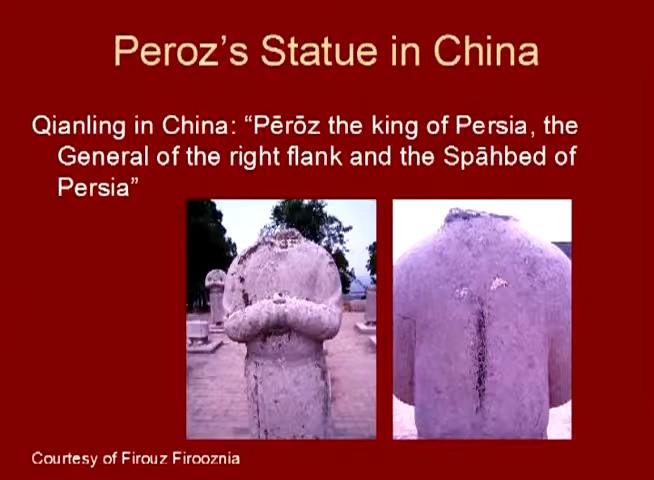 Peroz’s Statue in China
Qianling in China: “Pērōz the king of Persia, the
General of the right flank and the Spāhbed of
Persia”
Courtesy of Firouz Firooznia